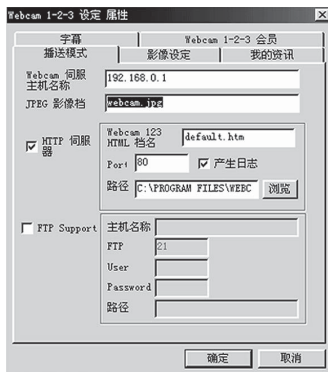 Webcam 1-2-3 设定 属性
字幕 Webcam 1-2-3 会员
播送模式 影像设定 我的资讯
Webcam 伺服主机名称 192.168.0.1
JPEG 影像档 webcam.jpg
HTTP 伺服器
Webcam 123 HTML 档名 default.htm
Port 80 产生日志
路径 C:\PROGRAM FILES\WEBC 浏览
FTP Support
主机名称
FTP 21
User
Password
路径
确定 取消